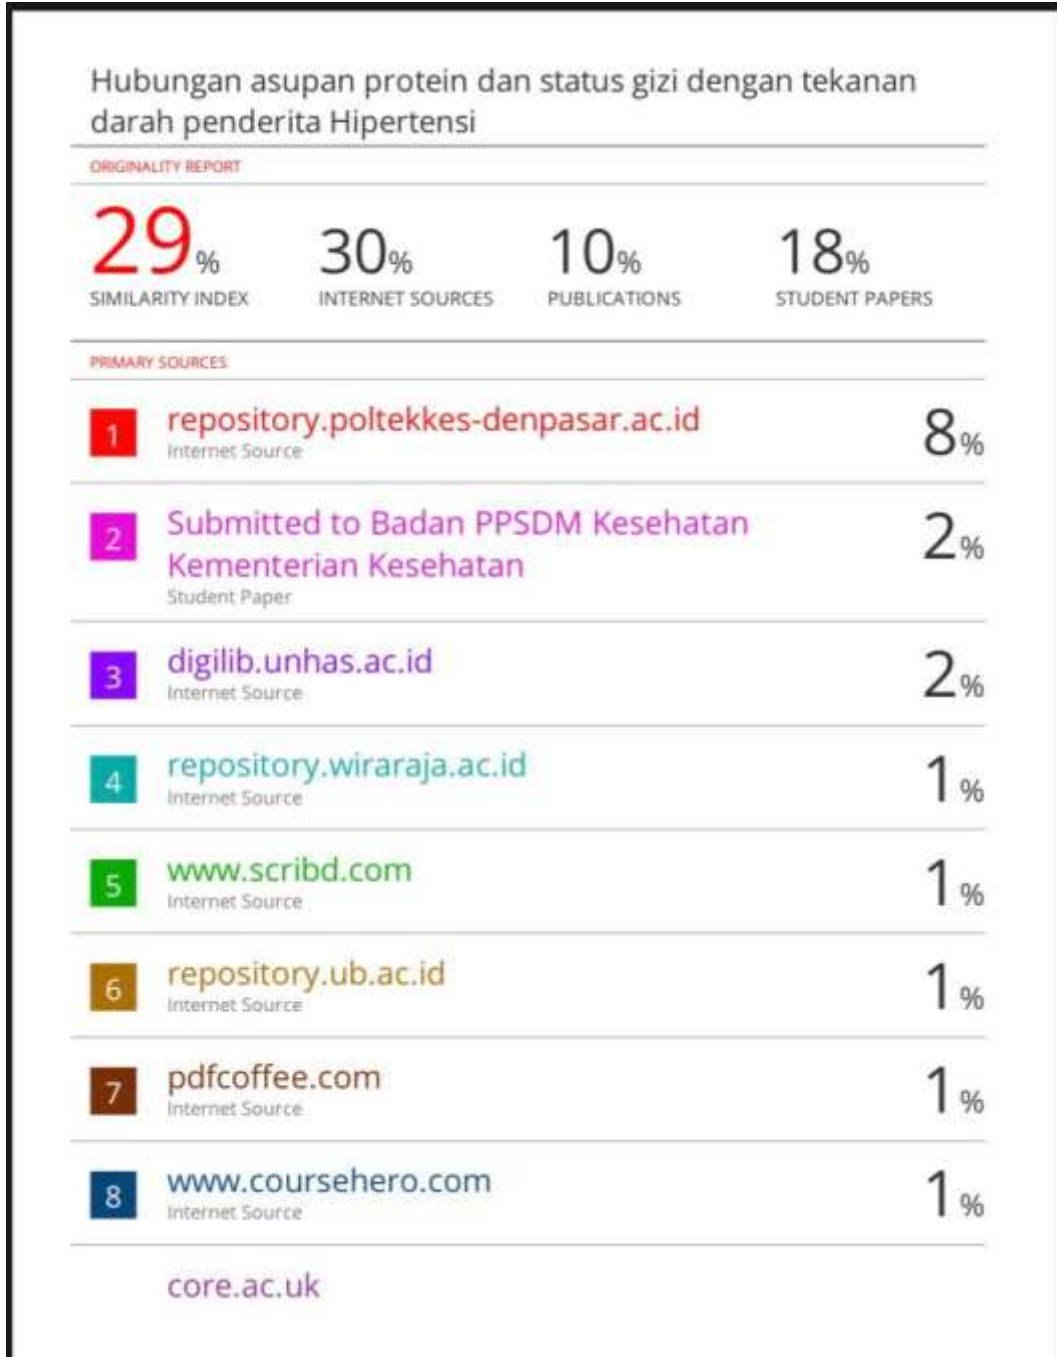 Hubungan asupan protein dan status gizi dengan tekanan
darah penderita Hipertensi
ORIGINALITY REPORT
29%
SIMILARITY INDEX
30%
INTERNET SOURCES
10%
PUBLICATIONS
18%
STUDENT PAPERS
PRIMARY SOURCES
1
repository.poltekkes-denpasar.ac.id
Internet Source
8%
2
Submitted to Badan PPSDM Kesehatan
Kementerian Kesehatan
Student Paper
2%
3
digilib.unhas.ac.id
Internet Source
2%
4
repository.wiraraja.ac.id
Internet Source
1%
5
www.scribd.com
Internet Source
1%
6
repository.ub.ac.id
Internet Source
1%
7
pdfcoffee.com
Internet Source
1%
8
www.coursehero.com
Internet Source
1%
core.ac.uk